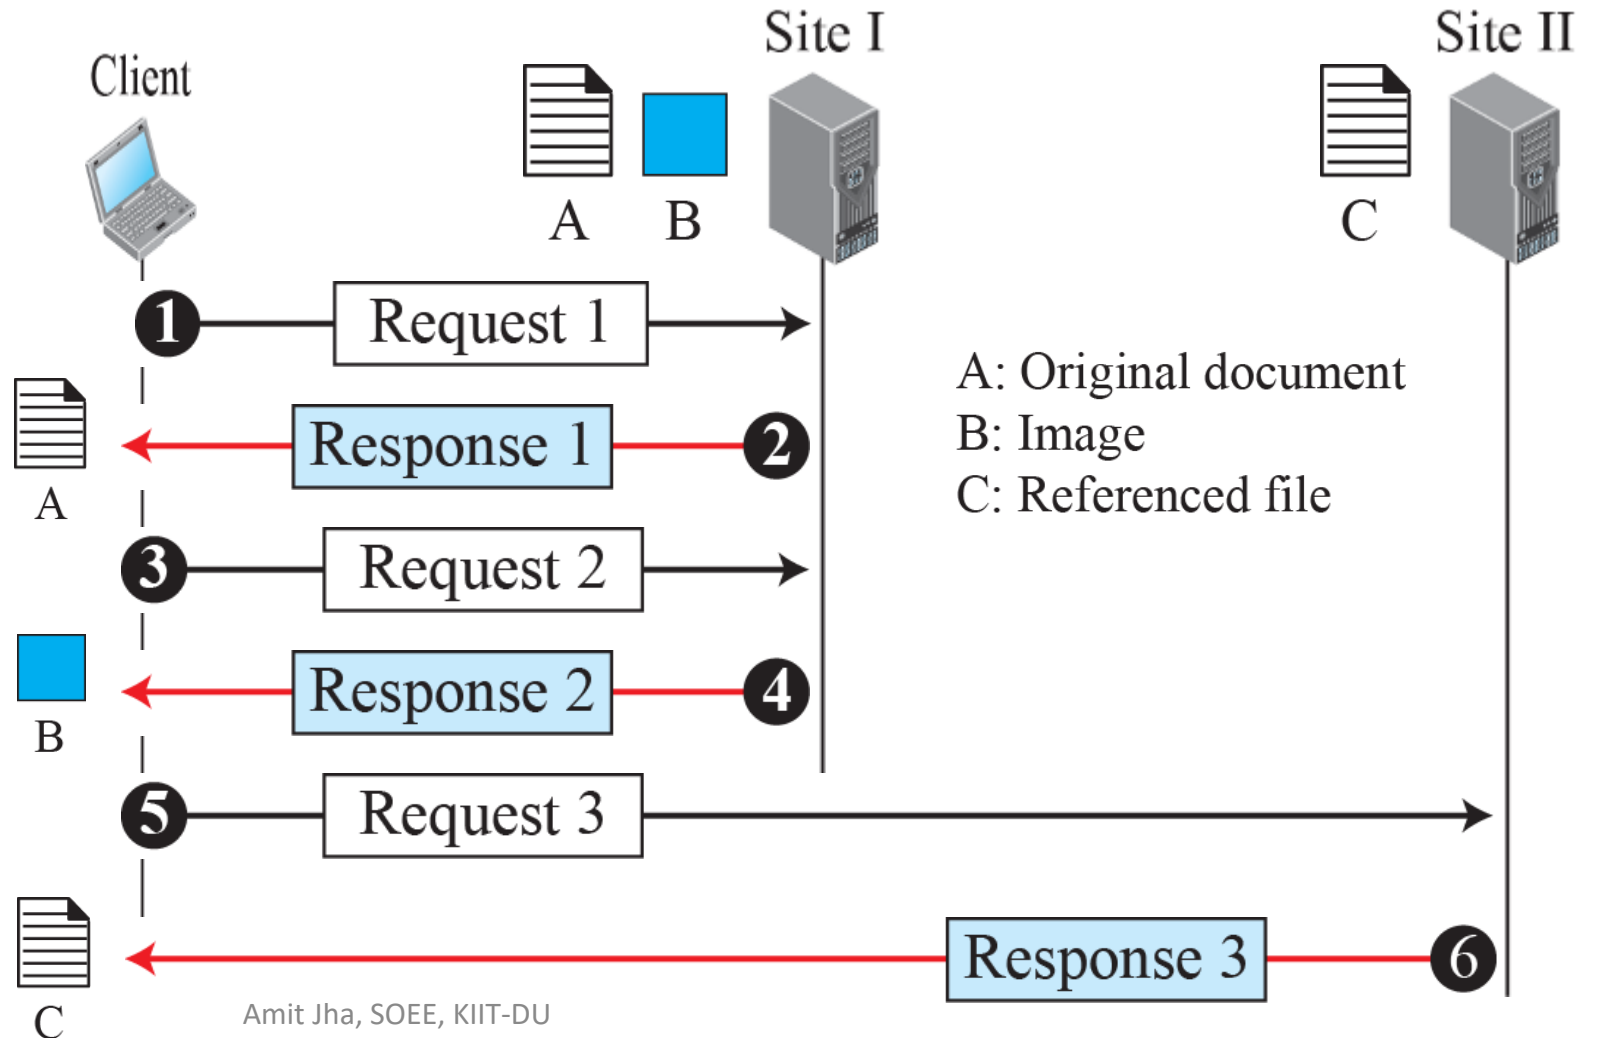 Client
Site I
Site II
A
B
C
1
Request 1
A: Original document
B: Image
C: Referenced file
Response 1
2
A
3
Request 2
Response 2
4
B
5
Request 3
Response 3
6
C
Amit Jha, SOEE, KIIT-DU